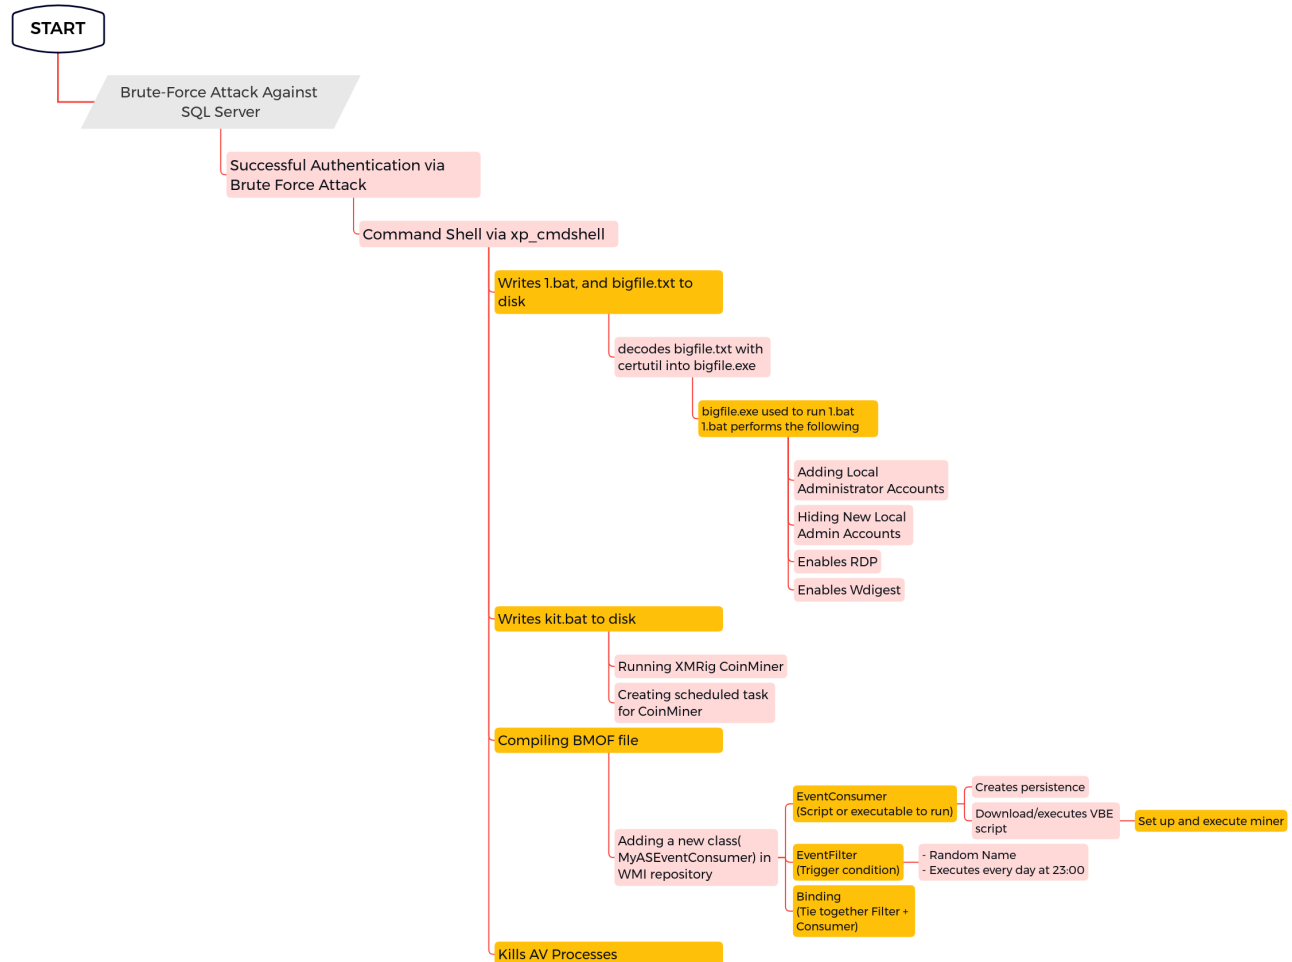 START
Brute-Force Attack Against
SQL Server
Successful Authentication via
Brute Force Attack
Command Shell via xp_cmdshell
Writes 1.bat, and bigfile.txt to
disk
decodes bigfile.txt with
certutil into bigfile.exe
bigfile.exe used to run 1.bat
1.bat performs the following
Adding Local
Administrator Accounts
Hiding New Local
Admin Accounts
Enables RDP
Enables Wdigest
Writes kit.bat to disk
Running XMRig CoinMiner
Creating scheduled task
for CoinMiner
Compiling BMOF file
Adding a new class(
MyASEventConsumer) in
WMI repository
EventConsumer
(Script or executable to run)
Creates persistence
Download/executes VBE
script
Set up and execute miner
EventFilter
(Trigger condition)
- Random Name
- Executes every day at 23:00
Binding
(Tie together Filter +
Consumer)
Kills AV Processes